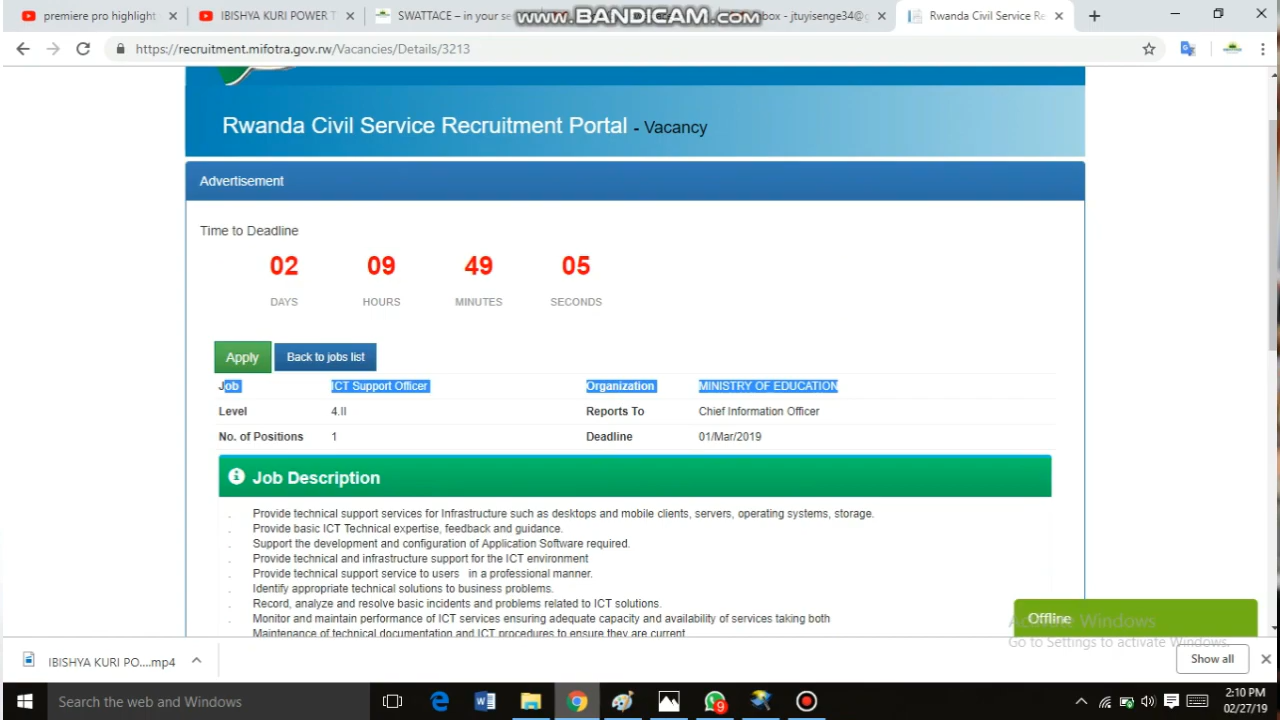 premiere pro highlight
IBISHYA KURI POWER T
SWATTACE – in your se
www.BANDICAM.com
box - jtuyisenge34@g
Rwanda Civil Service Re
https://recruitment.mifotra.gov.rw/Vacancies/Details/3213
Rwanda Civil Service Recruitment Portal - Vacancy
Advertisement
Time to Deadline
02 09 49 05
DAYS HOURS MINUTES SECONDS
Apply Back to jobs list
Job ICT Support Officer Organization MINISTRY OF EDUCATION
Level 4.II Reports To Chief Information Officer
No. of Positions 1 Deadline 01/Mar/2019
Job Description
. Provide technical support services for Infrastructure such as desktops and mobile clients, servers, operating systems, storage.
. Provide basic ICT Technical expertise, feedback and guidance.
. Support the development and configuration of Application Software required.
. Provide technical and infrastructure support for the ICT environment
. Provide technical support service to users in a professional manner.
. Identify appropriate technical solutions to business problems.
. Record, analyze and resolve basic incidents and problems related to ICT solutions.
. Monitor and maintain performance of ICT services ensuring adequate capacity and availability of services taking both
Maintenance of technical documentation and ICT procedures to ensure they are current
Offline
Activate Windows
Go to Settings to activate Windows.
IBISHYA KURI PO....mp4
Show all
Search the web and Windows
9
2:10 PM
02/27/19